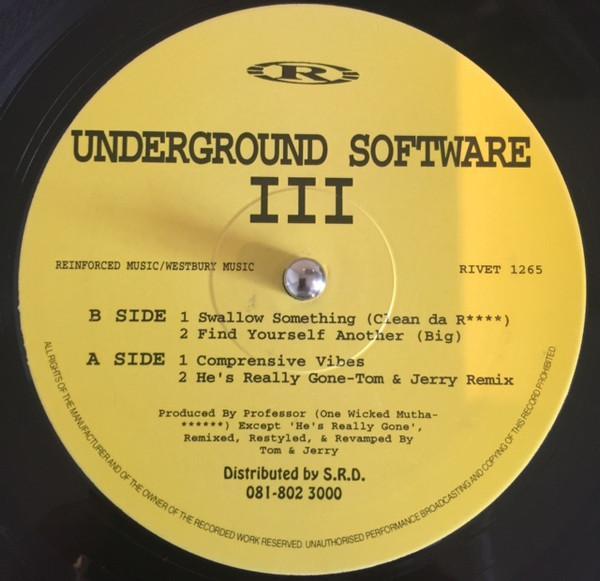 R
UNDERGROUND SOFTWARE
III
REINFORCED MUSIC/WESTBURY MUSIC
RIVET 1265
B SIDE 1 Swallow Something (Clean da R****)
2 Find Yourself Another (Big)
A SIDE 1 Comprensive Vibes
2 He's Really Gone-Tom & Jerry Remix
Produced By Professor (One Wicked Mutha-
******) Except 'He's Really Gone',
Remixed, Restyled, & Revamped By
Tom & Jerry
Distributed by S.R.D.
081-802 3000
ALL RIGHTS OF THE MANUFACTURER AND OF THE OWNER OF THE RECORDED WORK RESERVED. UNAUTHORISED PERFORMANCE BROADCASTING AND COPYING OF THIS RECORD PROHIBITED